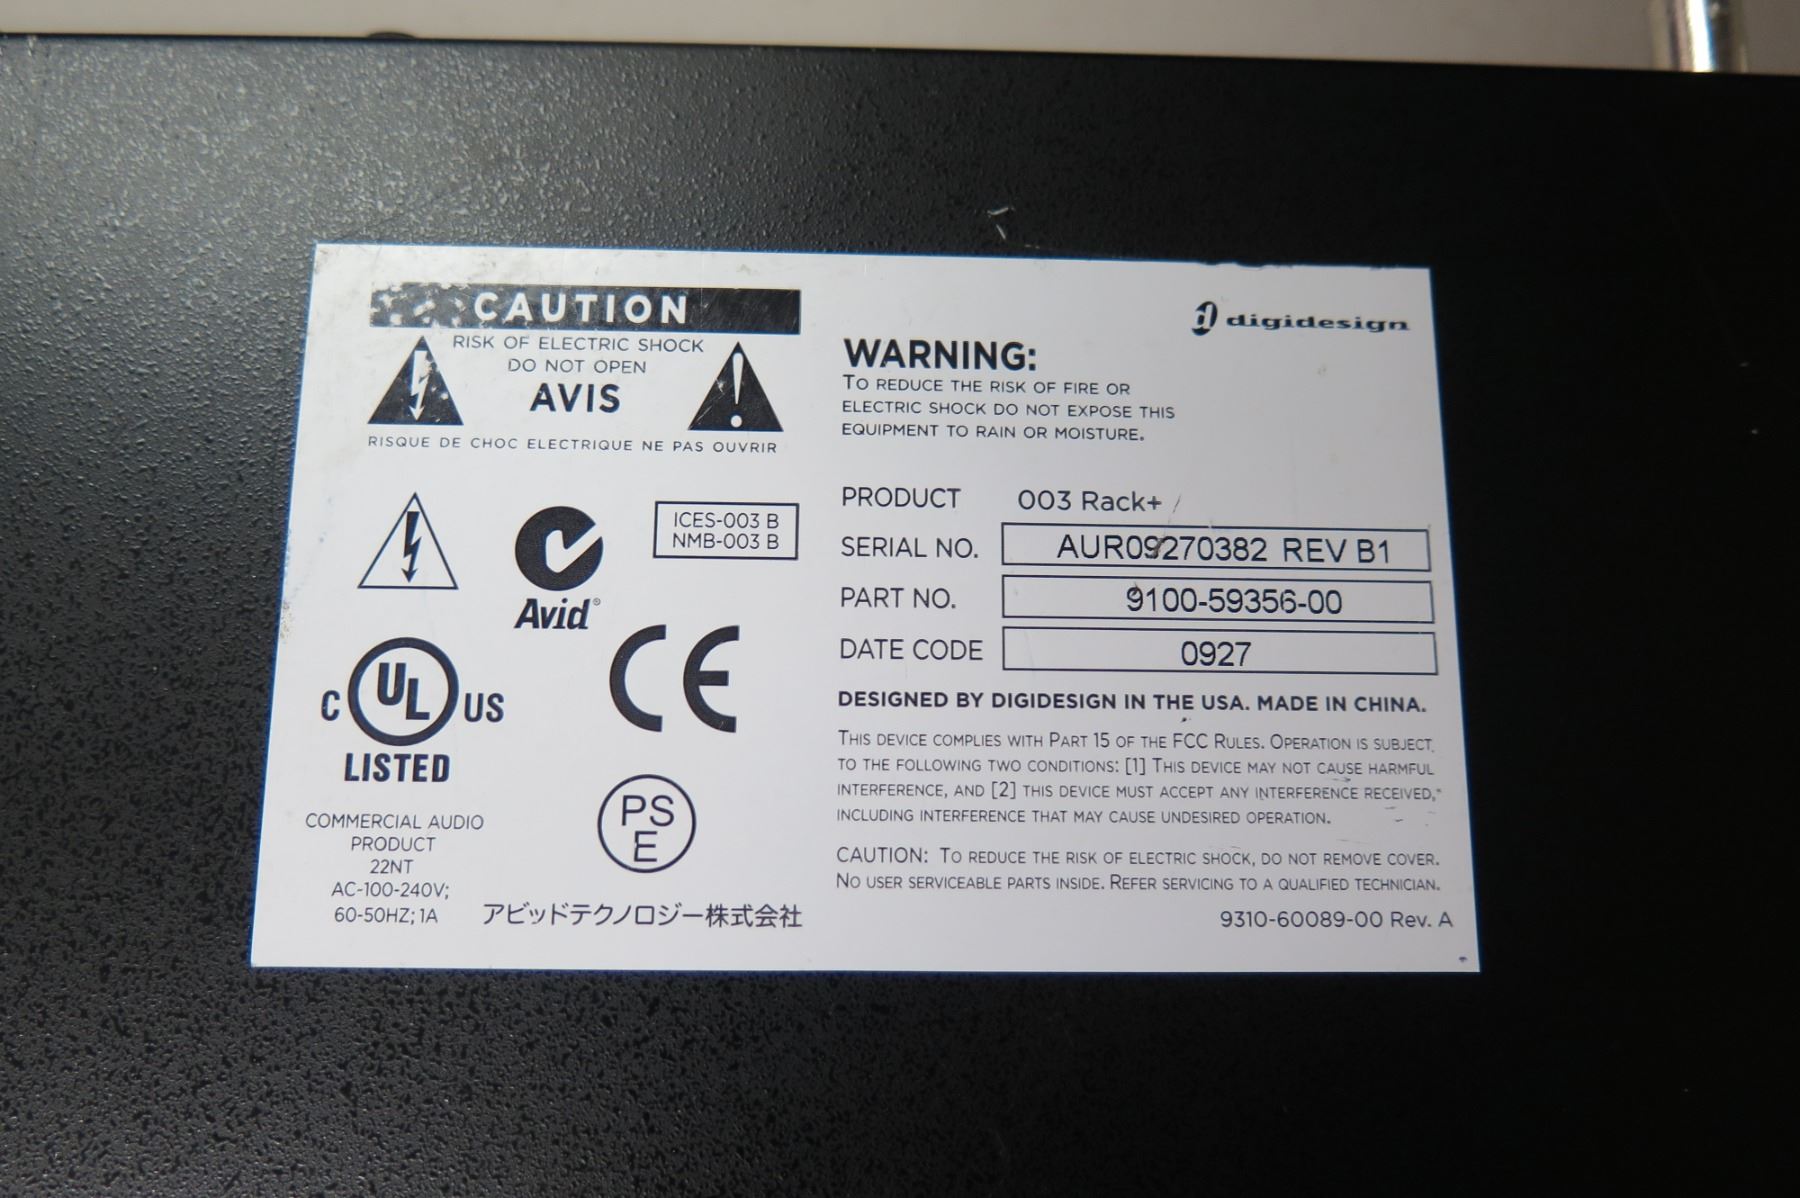 CAUTION
RISK OF ELECTRIC SHOCK
DO NOT OPEN
AVIS
RISQUE DE CHOC ELECTRIQUE NE PAS OUVRIR
ICES-003 B
NMB-003 B
Avid®
C UL US
LISTED
CE
PS
E
COMMERCIAL AUDIO
PRODUCT
22NT
AC-100-240V;
60-50HZ; 1A
アビッドテクノロジー株式会社
digidesign
WARNING:
TO REDUCE THE RISK OF FIRE OR
ELECTRIC SHOCK DO NOT EXPOSE THIS
EQUIPMENT TO RAIN OR MOISTURE.
PRODUCT 003 Rack+
SERIAL NO. AUR09270382 REV B1
PART NO. 9100-59356-00
DATE CODE 0927
DESIGNED BY DIGIDESIGN IN THE USA. MADE IN CHINA.
THIS DEVICE COMPLIES WITH PART 15 OF THE FCC RULES. OPERATION IS SUBJECT
TO THE FOLLOWING TWO CONDITIONS: [1] THIS DEVICE MAY NOT CAUSE HARMFUL
INTERFERENCE, AND [2] THIS DEVICE MUST ACCEPT ANY INTERFERENCE RECEIVED,
INCLUDING INTERFERENCE THAT MAY CAUSE UNDESIRED OPERATION.
CAUTION: TO REDUCE THE RISK OF ELECTRIC SHOCK, DO NOT REMOVE COVER.
NO USER SERVICEABLE PARTS INSIDE. REFER SERVICING TO A QUALIFIED TECHNICIAN.
9310-60089-00 Rev. A